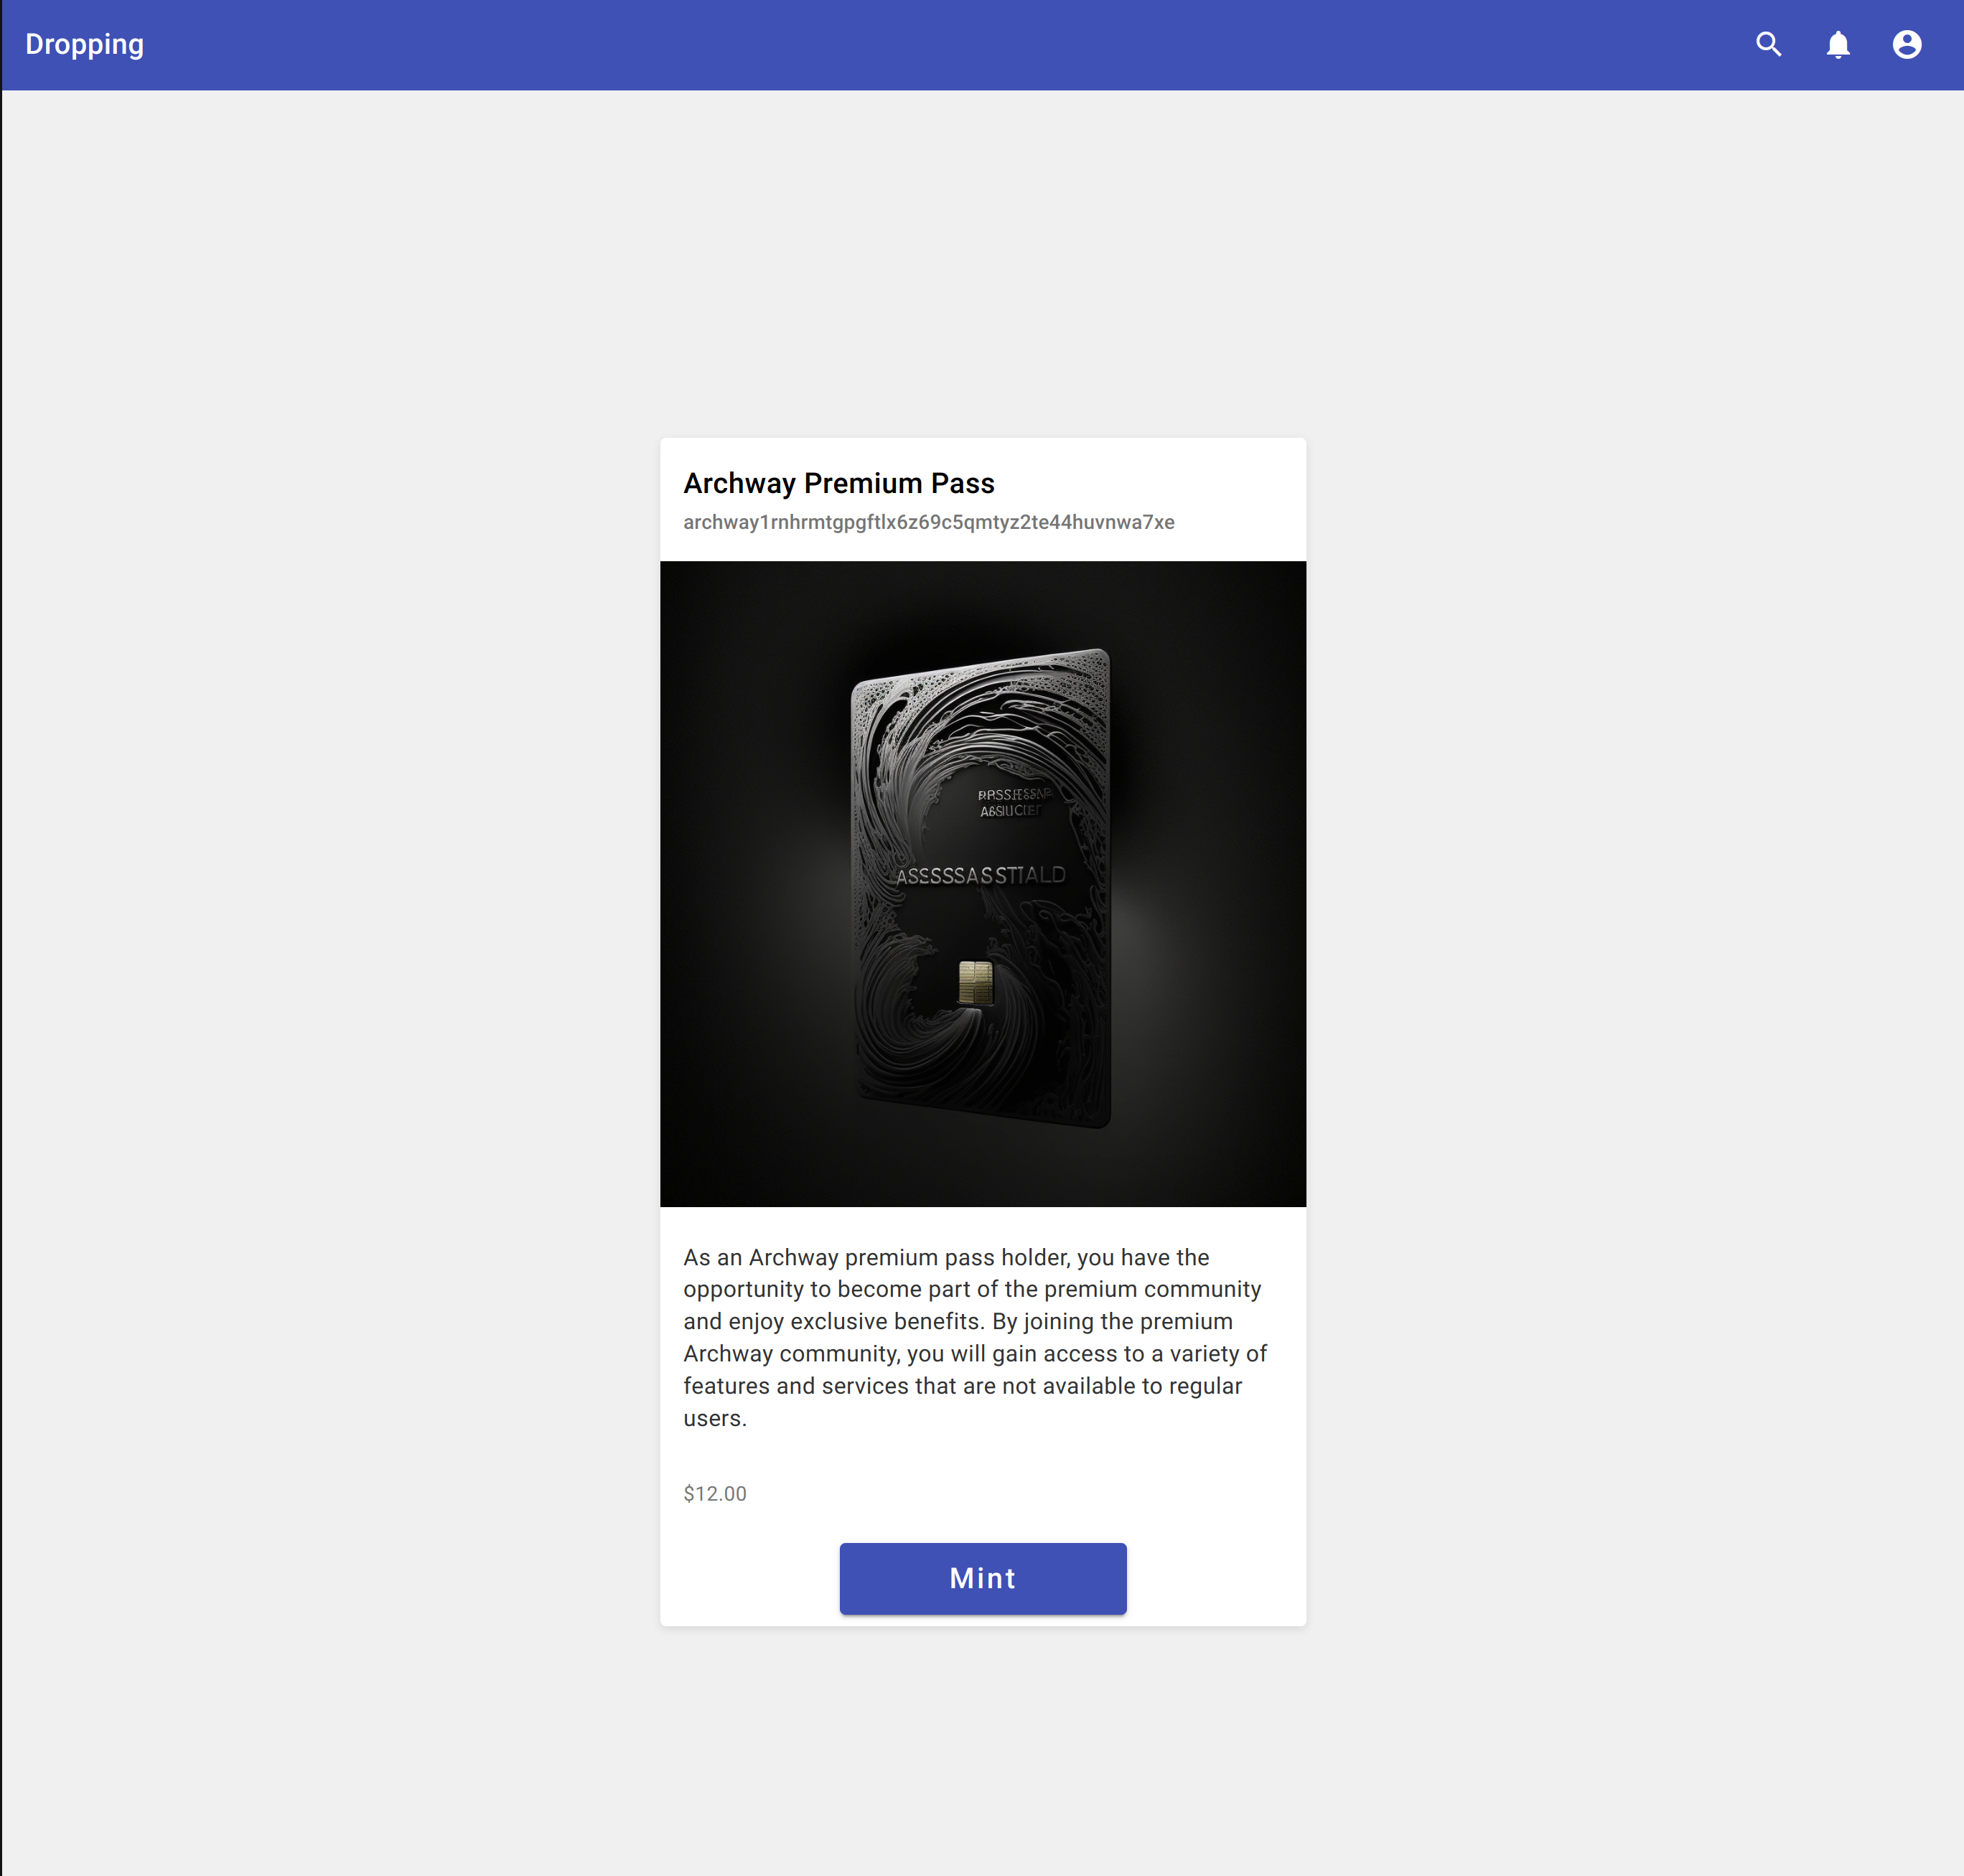 Dropping
Archway Premium Pass
archway1rnhrmtgpgftlx6z69c5qmtyz2te44huvnwa7xe
ASSSSSASSTIALD
As an Archway premium pass holder, you have the
opportunity to become part of the premium community
and enjoy exclusive benefits. By joining the premium
Archway community, you will gain access to a variety of
features and services that are not available to regular
users.
$12.00
Mint